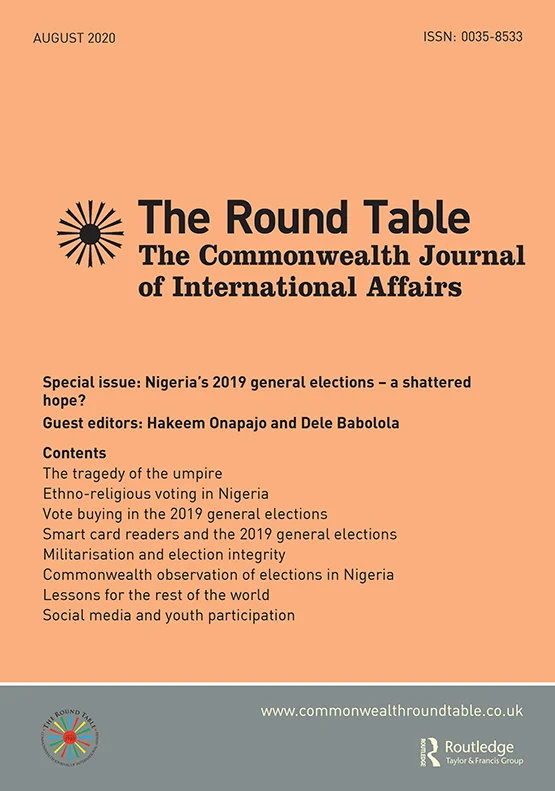 AUGUST 2020
ISSN: 0035-8533
The Round Table
The Commonwealth Journal
of International Affairs
Special issue: Nigeria's 2019 general elections – a shattered
hope?
Guest editors: Hakeem Onapajo and Dele Babolola
Contents
The tragedy of the umpire
Ethno-religious voting in Nigeria
Vote buying in the 2019 general elections
Smart card readers and the 2019 general elections
Militarisation and election integrity
Commonwealth observation of elections in Nigeria
Lessons for the rest of the world
Social media and youth participation
www.commonwealthroundtable.co.uk
THE ROUND TABLE
ROUTLEDGE
Routledge
Taylor & Francis Group